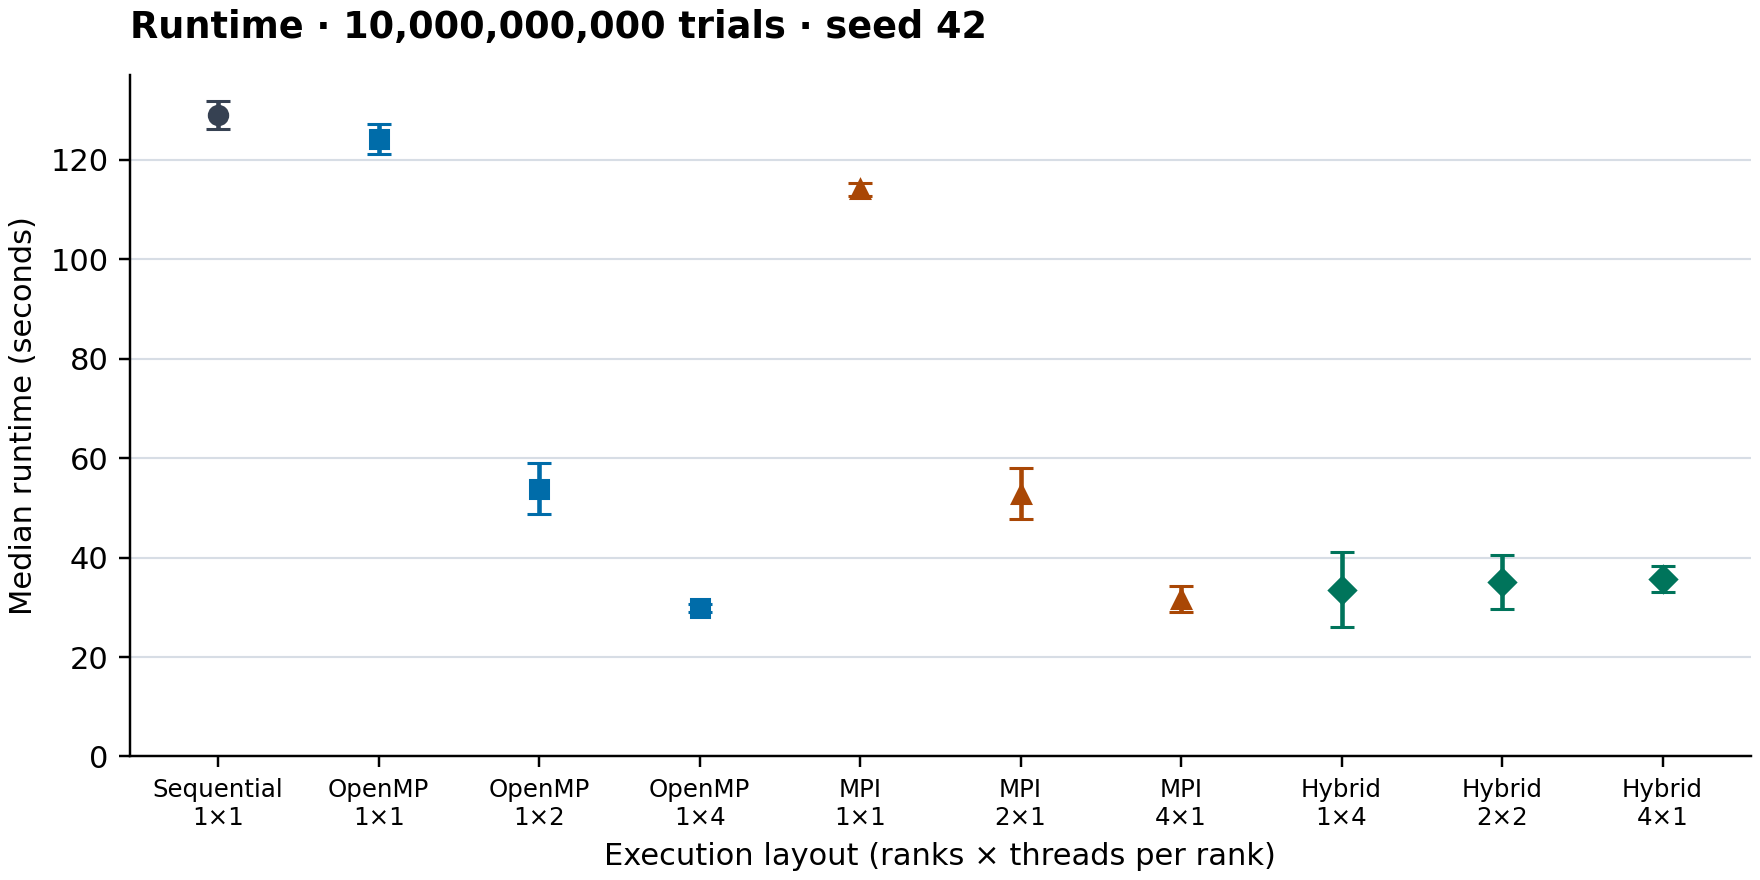 Runtime · 10,000,000,000 trials · seed 42
Median runtime (seconds)
120
100
80
60
40
20
0
Sequential
1×1
OpenMP
1×1
OpenMP
1×2
OpenMP
1×4
MPI
1×1
MPI
2×1
MPI
4×1
Hybrid
1×4
Hybrid
2×2
Hybrid
4×1
Execution layout (ranks × threads per rank)